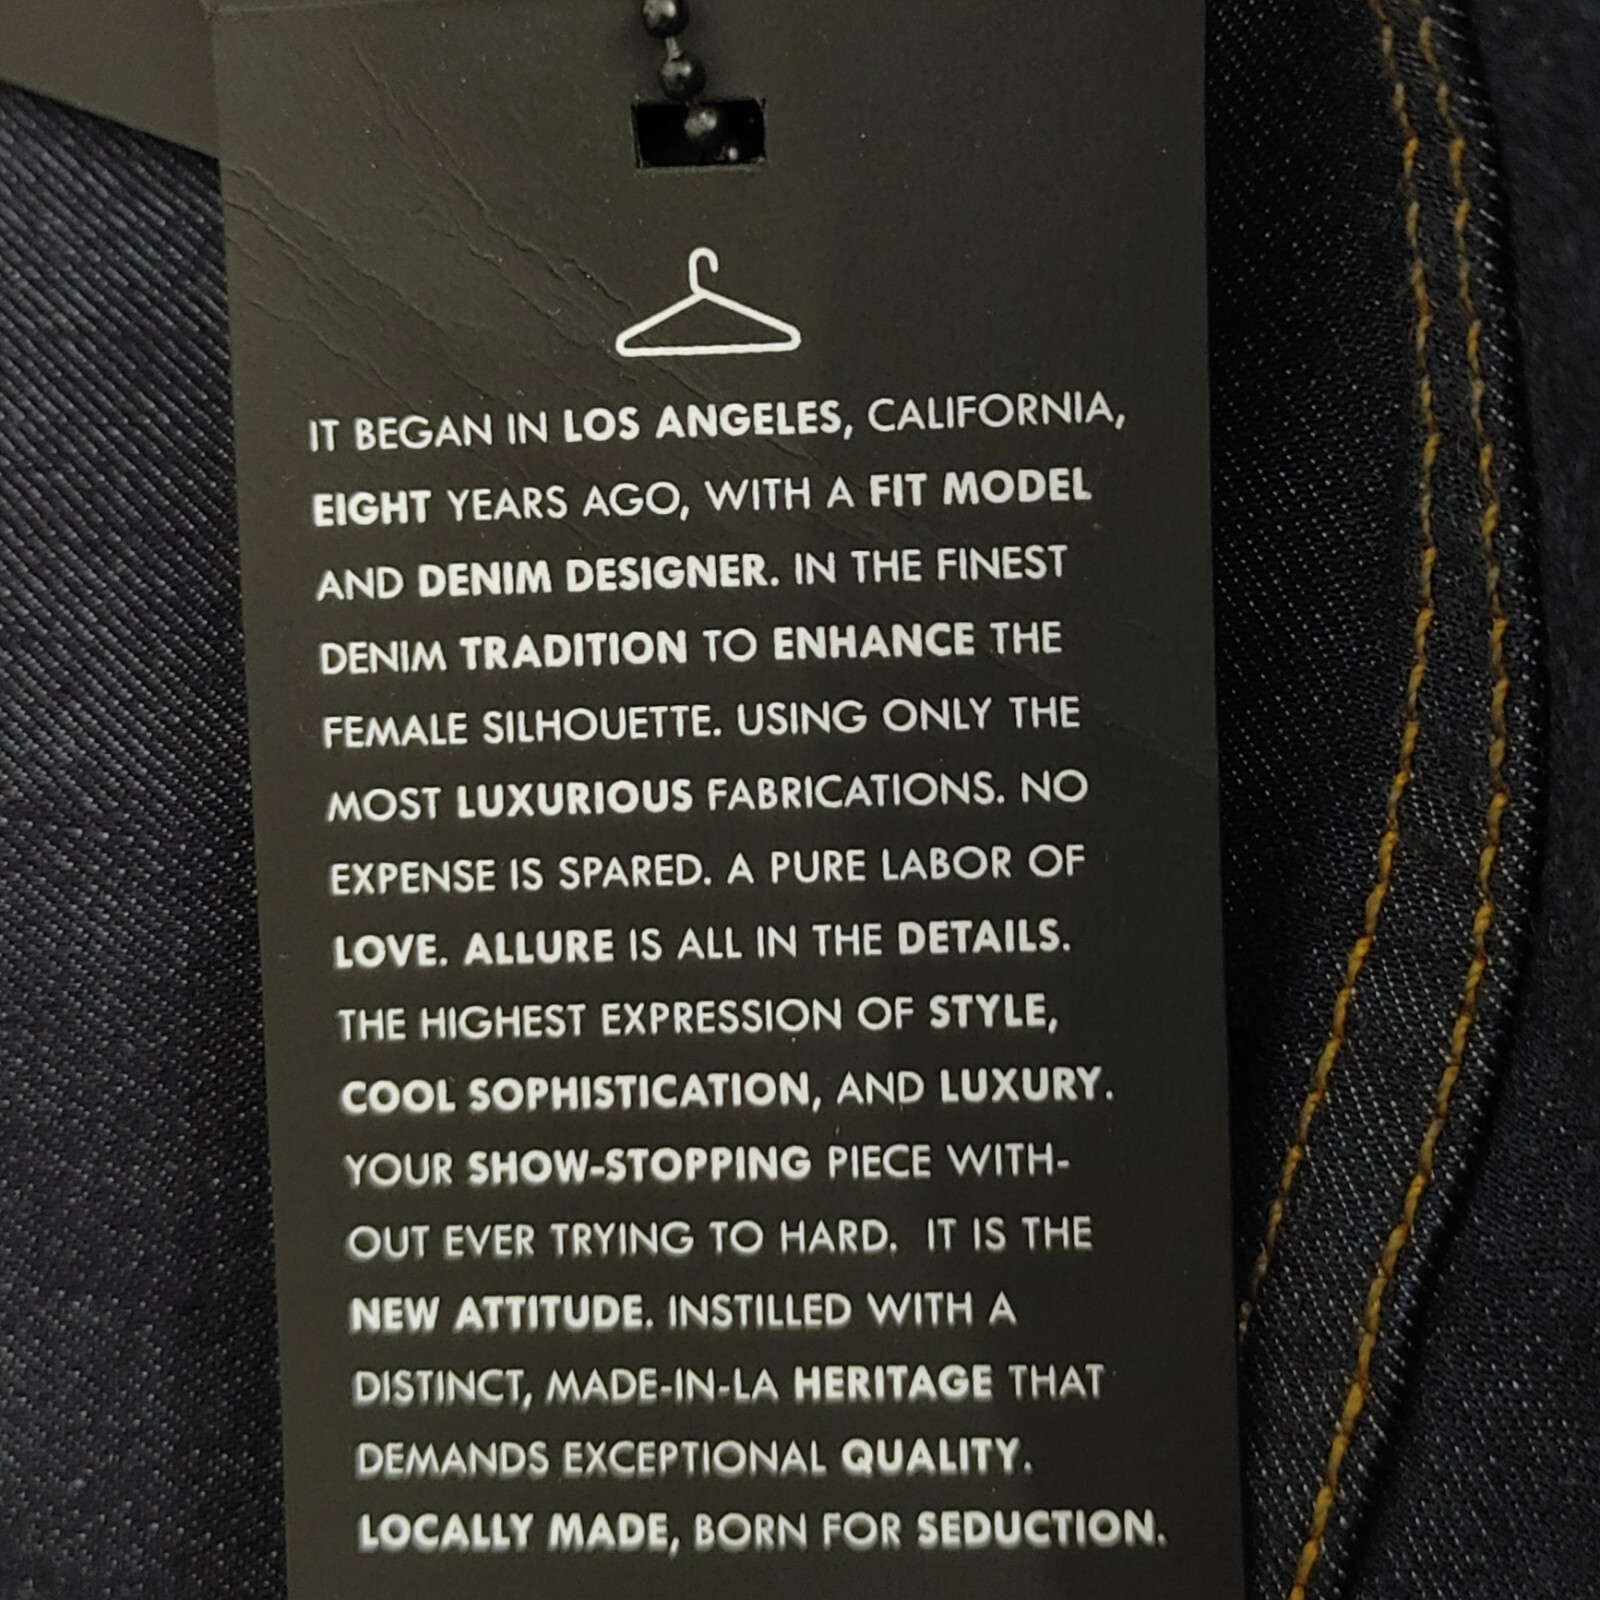 IT BEGAN IN LOS ANGELES, CALIFORNIA,
EIGHT YEARS AGO, WITH A FIT MODEL
AND DENIM DESIGNER. IN THE FINEST
DENIM TRADITION TO ENHANCE THE
FEMALE SILHOUETTE. USING ONLY THE
MOST LUXURIOUS FABRICATIONS. NO
EXPENSE IS SPARED. A PURE LABOR OF
LOVE. ALLURE IS ALL IN THE DETAILS.
THE HIGHEST EXPRESSION OF STYLE,
COOL SOPHISTICATION, AND LUXURY.
YOUR SHOW-STOPPING PIECE WITH-
OUT EVER TRYING TO HARD. IT IS THE
NEW ATTITUDE. INSTILLED WITH A
DISTINCT, MADE-IN-LA HERITAGE THAT
DEMANDS EXCEPTIONAL QUALITY.
LOCALLY MADE, BORN FOR SEDUCTION.